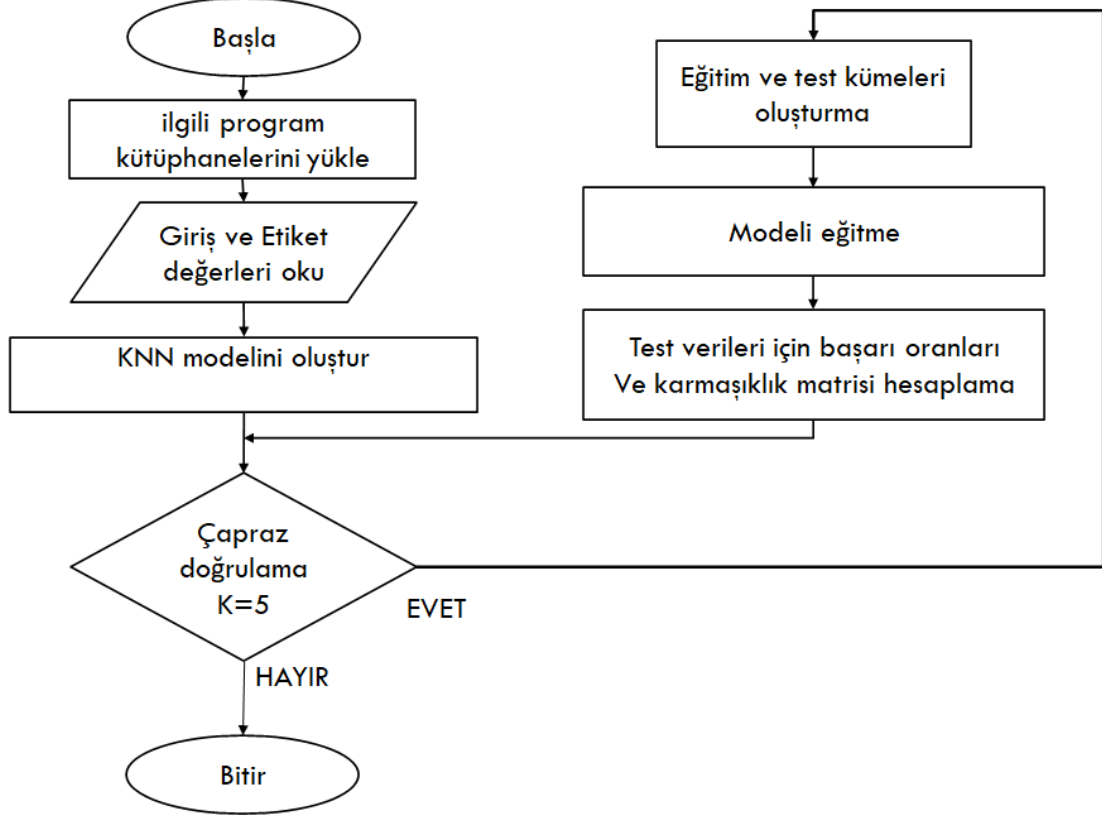 Başla
ilgili program
kütüphanelerini yükle
Giriş ve Etiket
değerleri oku
KNN modelini oluştur
Çapraz
doğrulama
K=5
EVET
HAYIR
Bitir
Eğitim ve test kümeleri
oluşturma
Modeli eğitme
Test verileri için başarı oranları
Ve karmaşıklık matrisi hesaplama